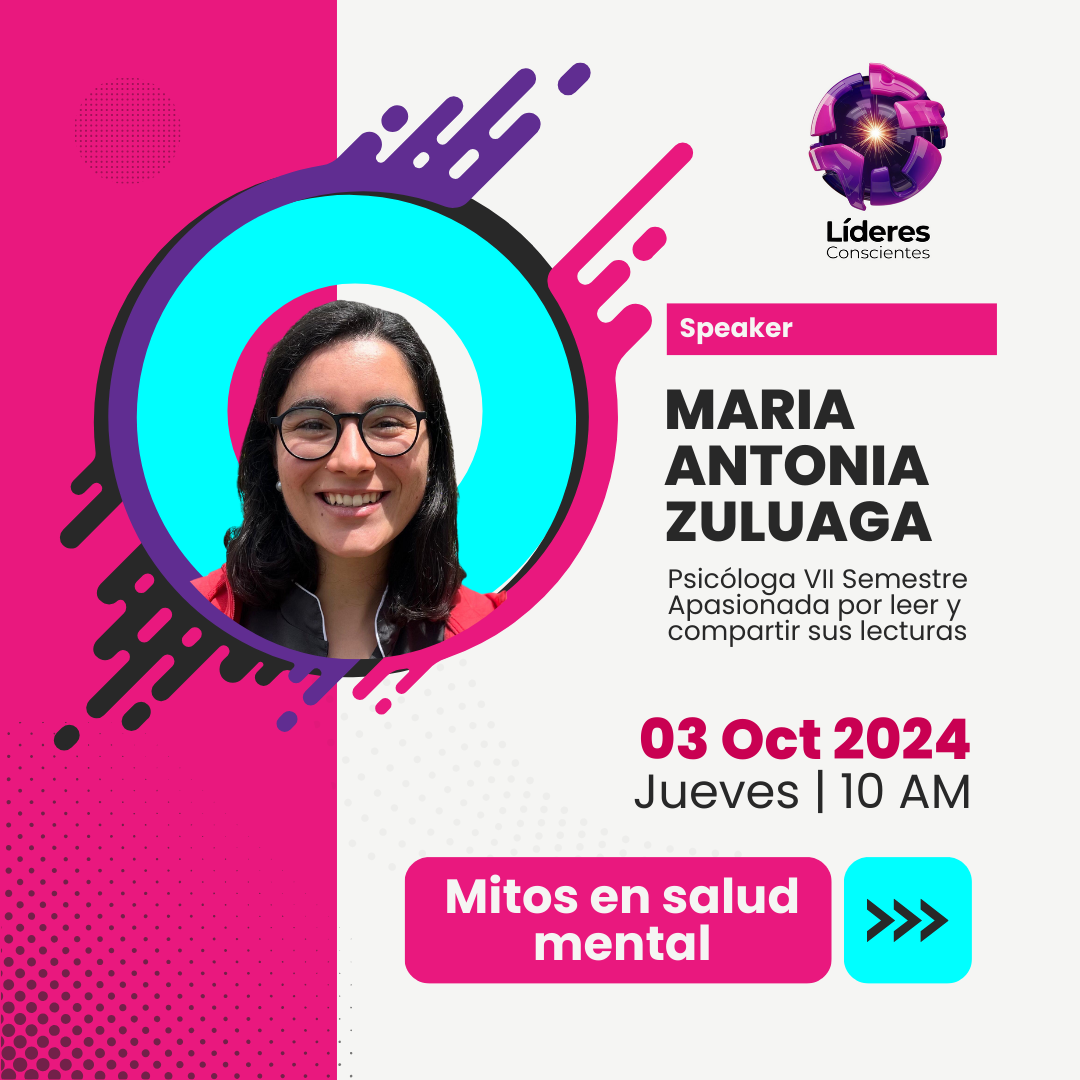 Líderes
Conscientes
Speaker
MARIA
ANTONIA
ZULUAGA
Psicóloga VII Semestre
Apasionada por leer y
compartir sus lecturas
03 Oct 2024
Jueves | 10 AM
Mitos en salud
mental